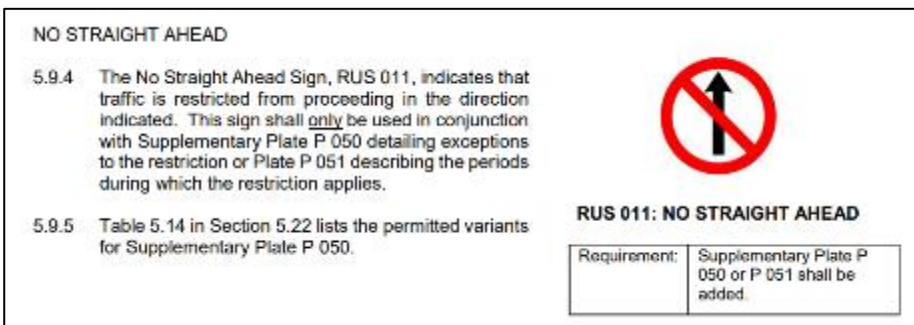 NO STRAIGHT AHEAD
5.9.4 The No Straight Ahead Sign, RUS 011, indicates that
traffic is restricted from proceeding in the direction
indicated. This sign shall only be used in conjunction
with Supplementary Plate P 050 detailing exceptions
to the restriction or Plate P 051 describing the periods
during which the restriction applies.
5.9.5 Table 5.14 in Section 5.22 lists the permitted variants
for Supplementary Plate P 050.
RUS 011: NO STRAIGHT AHEAD
Requirement: Supplementary Plate P
050 or P 051 shall be
added.